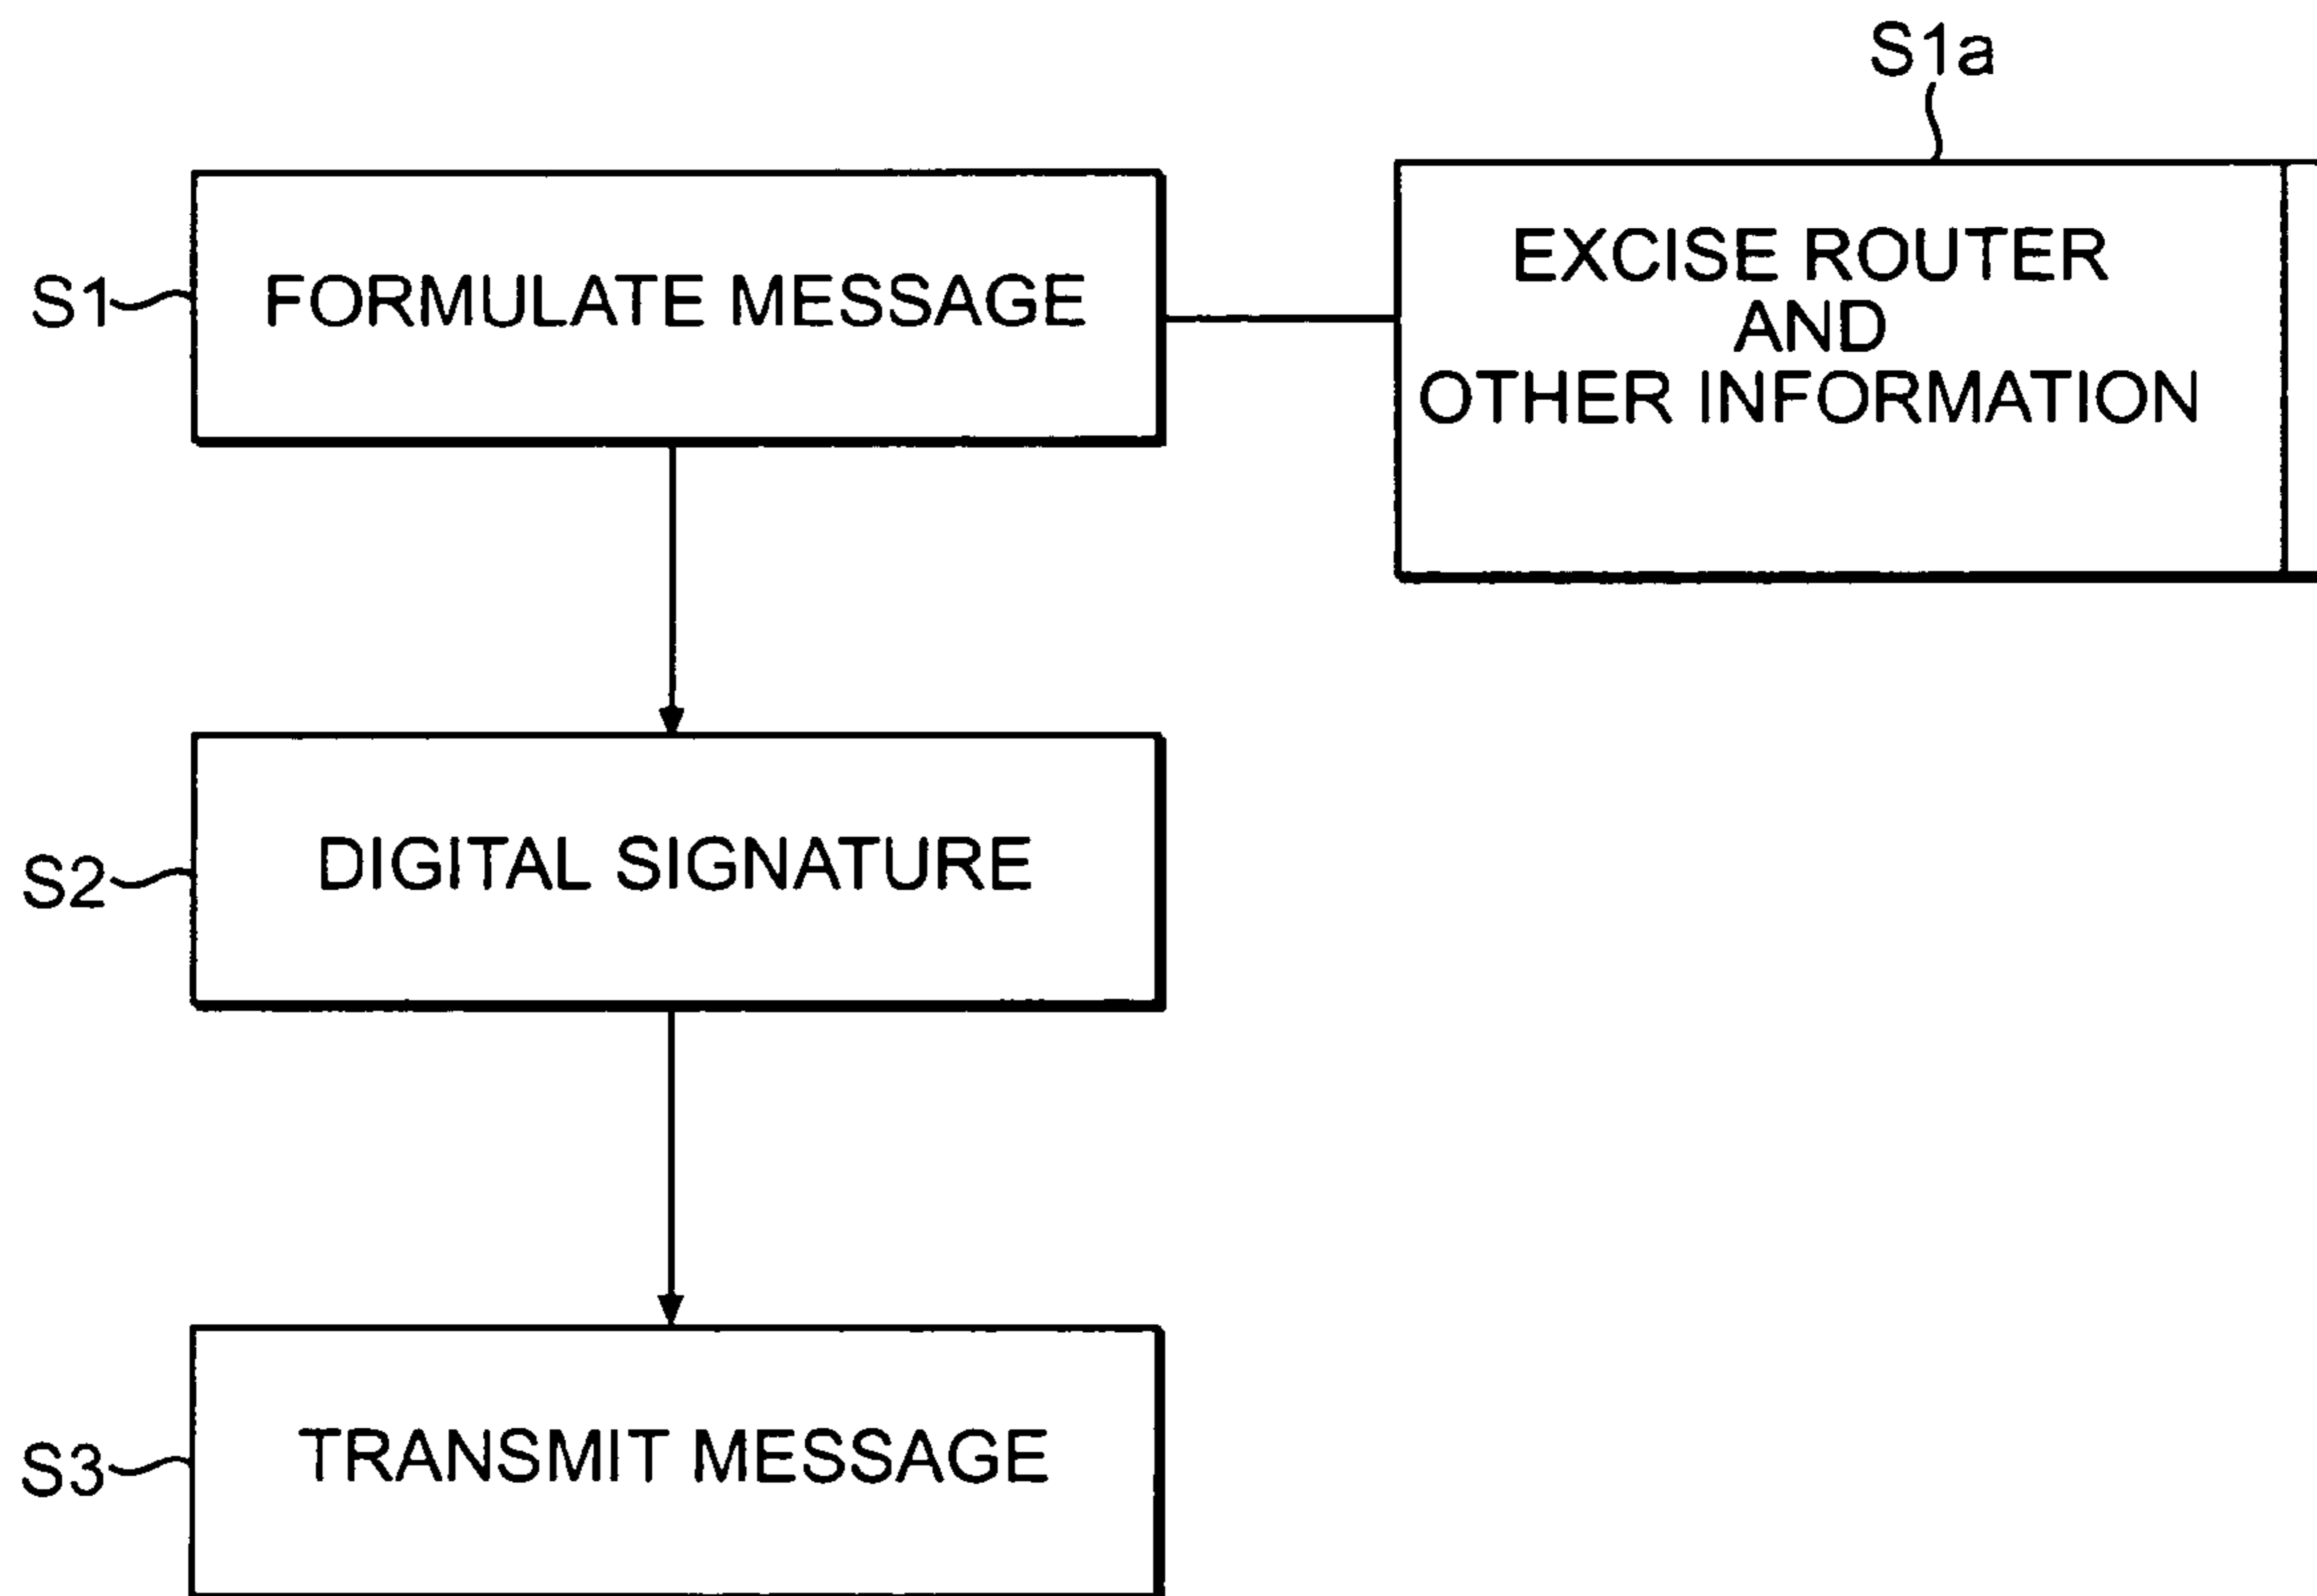 S1a
S1
FORMULATE MESSAGE
EXCISE ROUTER
AND
OTHER INFORMATION
S2
DIGITAL SIGNATURE
S3
TRANSMIT MESSAGE